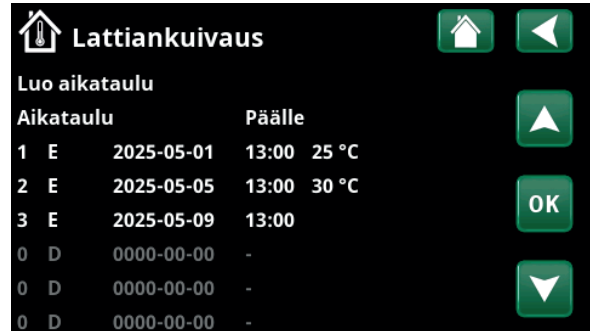 Lattiankuivaus
Luo aikataulu
Aikataulu Päälle
1 E 2025-05-01 13:00 25 °C
2 E 2025-05-05 13:00 30 °C
OK
3 E 2025-05-09 13:00
0 D 0000-00-00 -
0 D 0000-00-00 -
0 D 0000-00-00 -